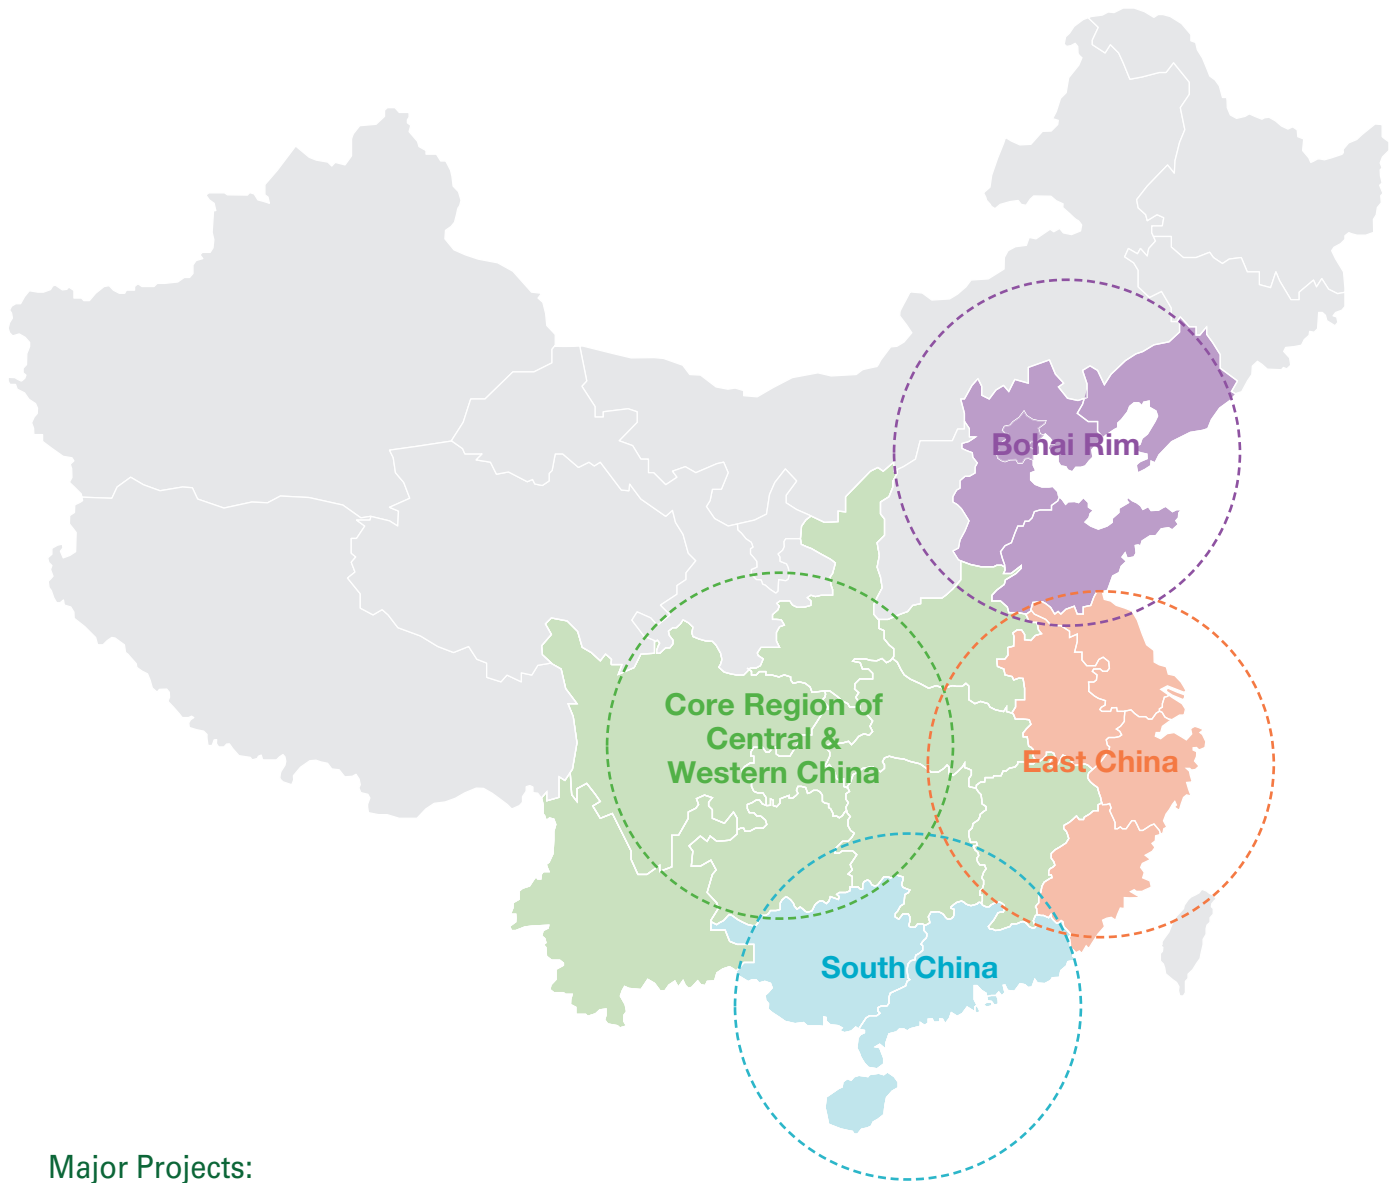 Bohai Rim
Core Region of
Central &
Western China
East China
South China
Major Projects: